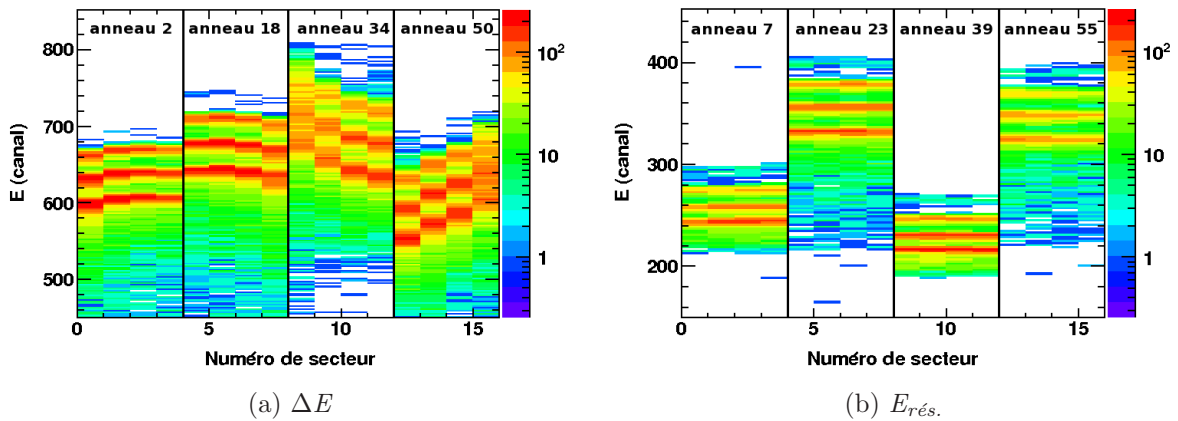 anneau 2 anneau 18 anneau 34 anneau 50
E (canal)
800
700
600
500
10²
10
1
0 5 10 15
Numéro de secteur
(a) ΔE
anneau 7 anneau 23 anneau 39 anneau 55
E (canal)
400
300
200
10²
10
1
0 5 10 15
Numéro de secteur
(b) E_rés.